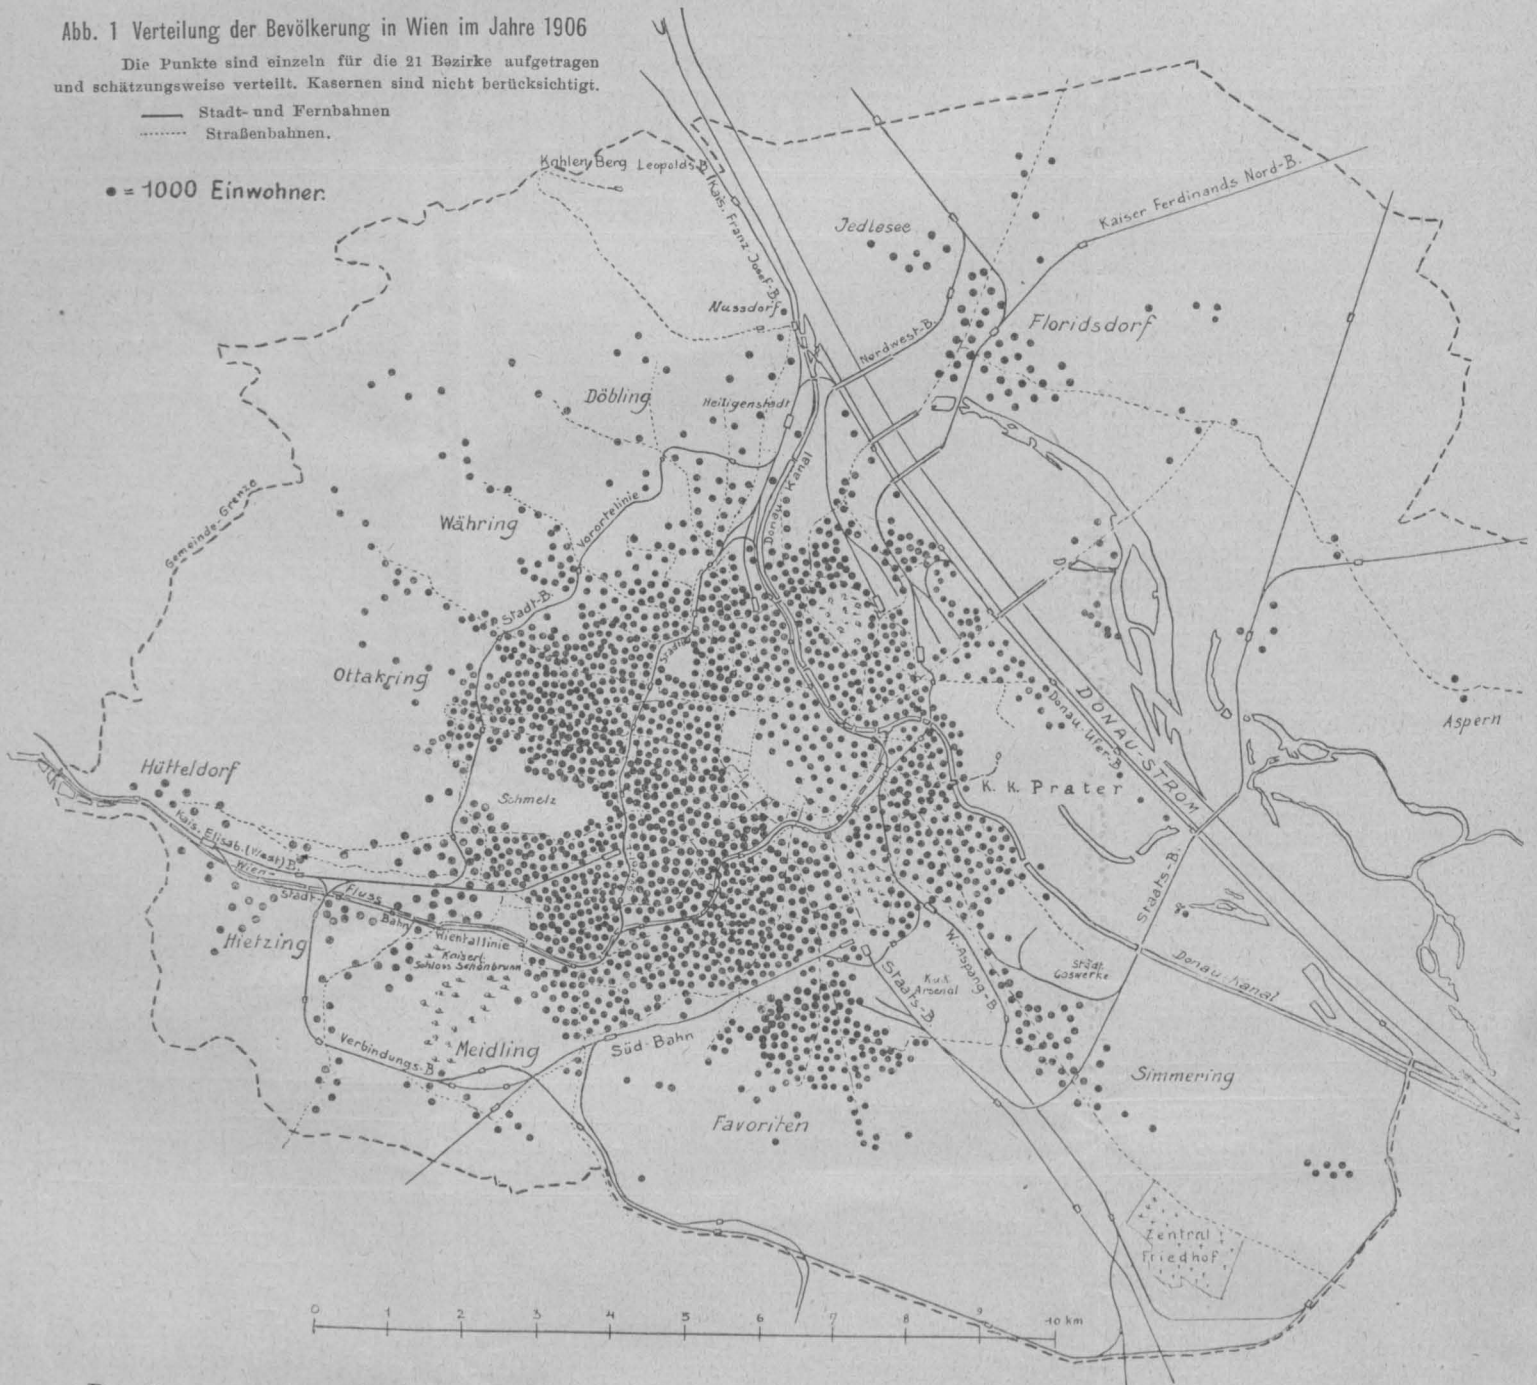 Abb. 1 Verteilung der Bevölkerung in Wien im Jahre 1906
Die Punkte sind einzeln für die 21 Bezirke aufgetragen
und schätzungsweise verteilt. Kasernen sind nicht berücksichtigt.
Stadt- und Fernbahnen
Straßenbahnen.
= 1000 Einwohner.
Kahlen Berg
Leopolds-B.
Kais. Franz-Josef-B.
Jedlesee
Kaiser Ferdinands Nord-B.
Nussdorf
Nordwest-B.
Floridsdorf
Döbling
Heiligenstadt
Donau-Kanal
Gemeinde-Grenze
Währing
Vorortelinie
Stadt-B.
Ottakring
DONAU-STROM
Donau-Ufer-B.
Aspern
Hütteldorf
Schmelz
K. K. Prater
Kais. Elisab. (West) B.
Wien-
Fluss
Stadt-
Bahn
Wientallinie
Hietzing
Kaiserl.
Schloss Schönbrunn
Staats-B.
W.-Aspang-B.
K.u.K.
Arsenal
Staats-B.
Städt.
Gaswerke
Donau-Kanal
Verbindungs-B.
Meidling
Süd-Bahn
Simmering
Favoriten
Zentral
Friedhof
0 1 2 3 4 5 6 7 8 9 10 km